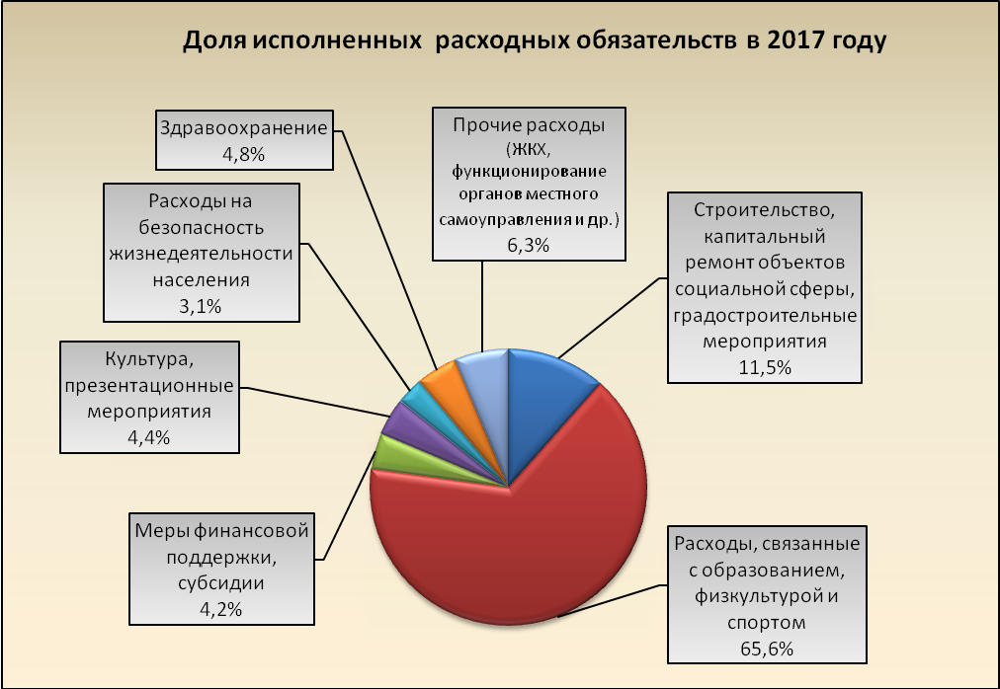 Доля исполненных расходных обязательств в 2017 году
Здравоохранение
4,8%
Прочие расходы
(ЖКХ,
функционирование
органов местного
самоуправления и др.)
6,3%
Расходы на
безопасность
жизнедеятельности
населения
3,1%
Строительство,
капитальный
ремонт объектов
социальной сферы,
градостроительные
мероприятия
11,5%
Культура,
презентационные
мероприятия
4,4%
Меры финансовой
поддержки,
субсидии
4,2%
Расходы, связанные
с образованием,
физкультурой и
спортом
65,6%